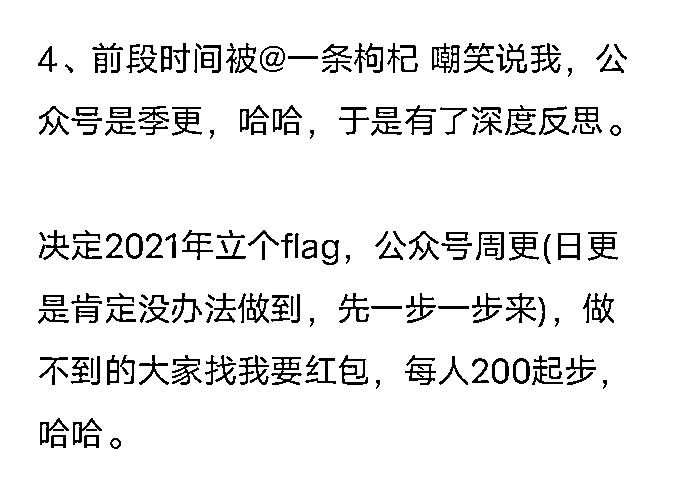 4、前段时间被@一条枸杞 嘲笑说我，公
众号是季更，哈哈，于是有了深度反思。
决定2021年立个flag，公众号周更(日更
是肯定没办法做到，先一步一步来)，做
不到的大家找我要红包，每人200起步，
哈哈。